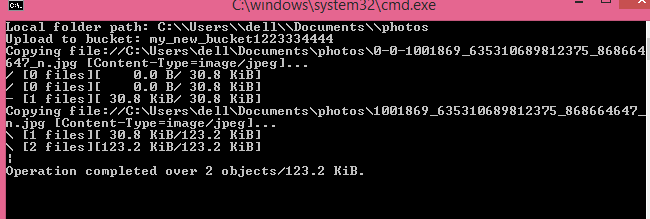 C:\windows\system32\cmd.exe
Local folder path: C:\\Users\\dell\\Documents\\photos
Upload to bucket: my_new_bucket1223334444
Copying file://C:\Users\dell\Documents\photos\0-0-1001869_635310689812375_868664
647_n.jpg [Content-Type=image/jpeg]...
/ [0 files][    0.0 B/ 30.8 KiB]
/ [0 files][    0.0 B/ 30.8 KiB]
- [1 files][ 30.8 KiB/ 30.8 KiB]
Copying file://C:\Users\dell\Documents\photos\1001869_635310689812375_868664647_
n.jpg [Content-Type=image/jpeg]...
\ [1 files][ 30.8 KiB/123.2 KiB]
\ [2 files][123.2 KiB/123.2 KiB]
|
Operation completed over 2 objects/123.2 KiB.